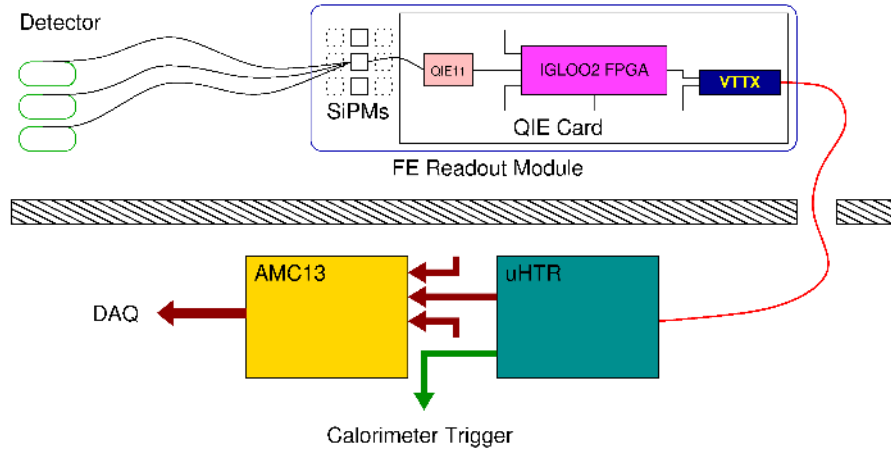 Detector
SiPMs
QIE11
IGLOO2 FPGA
VTTX
QIE Card
FE Readout Module
AMC13
uHTR
DAQ
Calorimeter Trigger